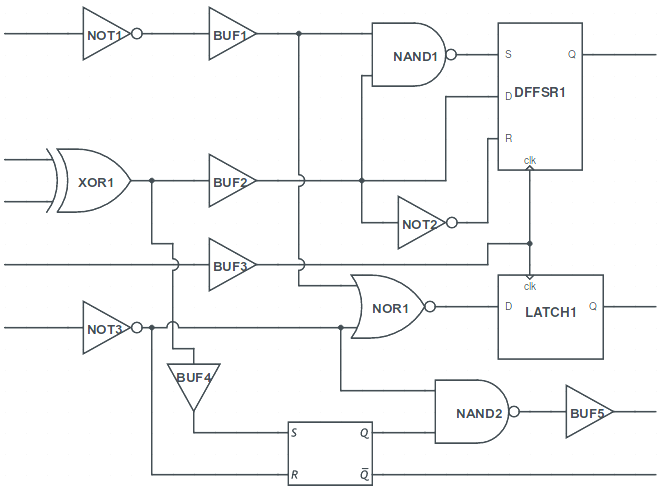 NOT1
BUF1
NAND1
S
Q
D
DFFSR1
R
clk
XOR1
BUF2
NOT2
BUF3
clk
NOT3
NOR1
D
Q
LATCH1
BUF4
NAND2
BUF5
S
Q
R
Q̅